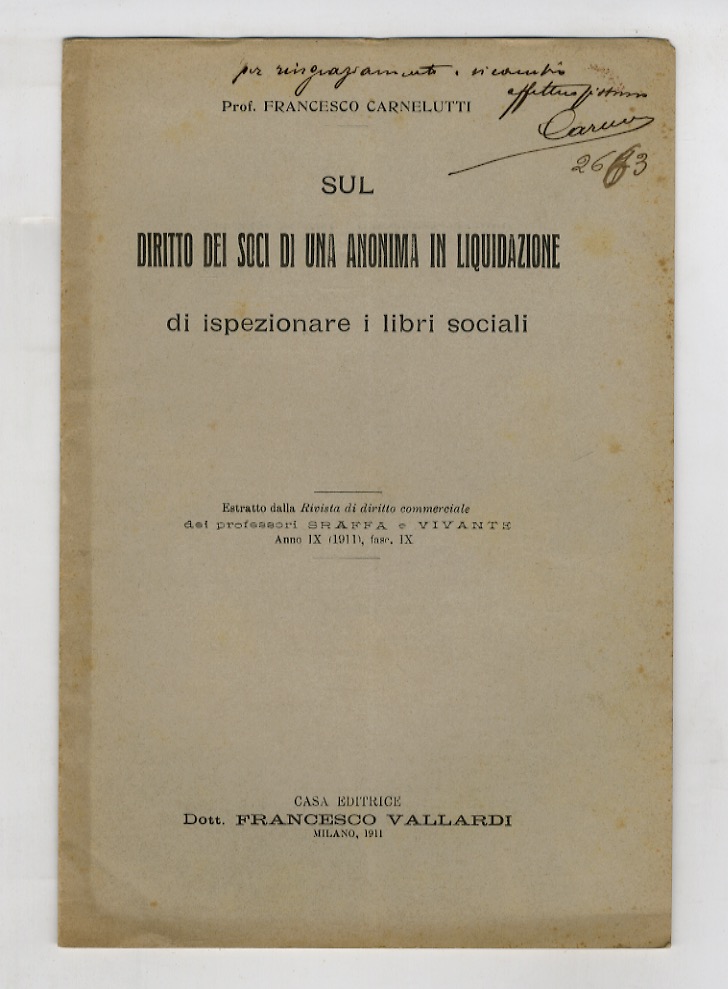 per ringraziamento e ricambio
affettuosissimo
Prof. FRANCESCO CARNELUTTI
SUL
DIRITTO DEI SOCI DI UNA ANONIMA IN LIQUIDAZIONE
di ispezionare i libri sociali
Estratto dalla Rivista di diritto commerciale
dei professori SRAFFA e VIVANTE
Anno IX (1911), fasc. IX
CASA EDITRICE
Dott. FRANCESCO VALLARDI
MILANO, 1911